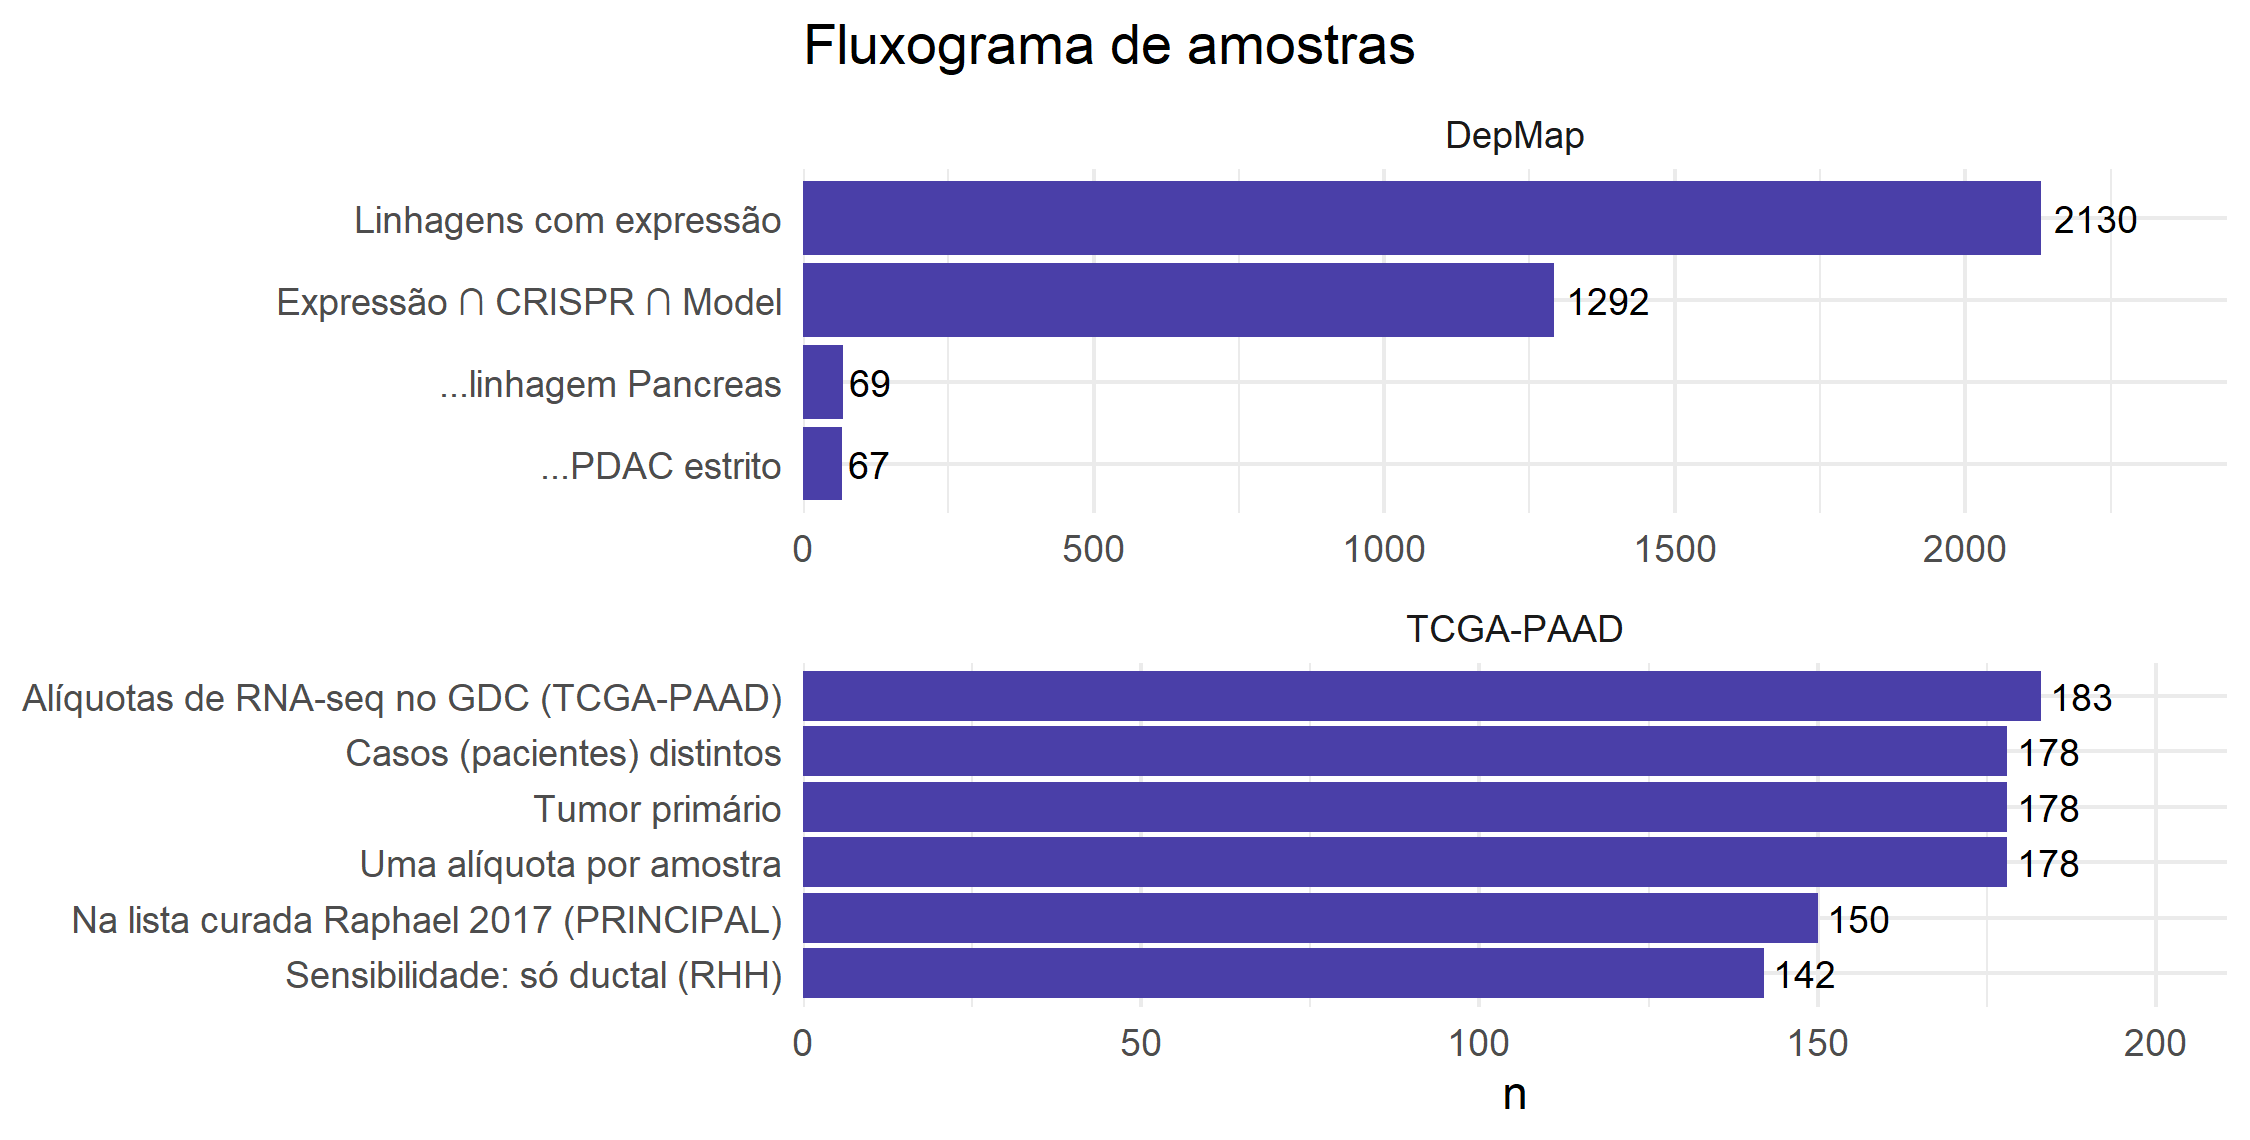 Fluxograma de amostras
DepMap
Linhagens com expressão 2130
Expressão ∩ CRISPR ∩ Model 1292
...linhagem Pancreas 69
...PDAC estrito 67
0 500 1000 1500 2000
TCGA-PAAD
Alíquotas de RNA-seq no GDC (TCGA-PAAD) 183
Casos (pacientes) distintos 178
Tumor primário 178
Uma alíquota por amostra 178
Na lista curada Raphael 2017 (PRINCIPAL) 150
Sensibilidade: só ductal (RHH) 142
0 50 100 150 200
n